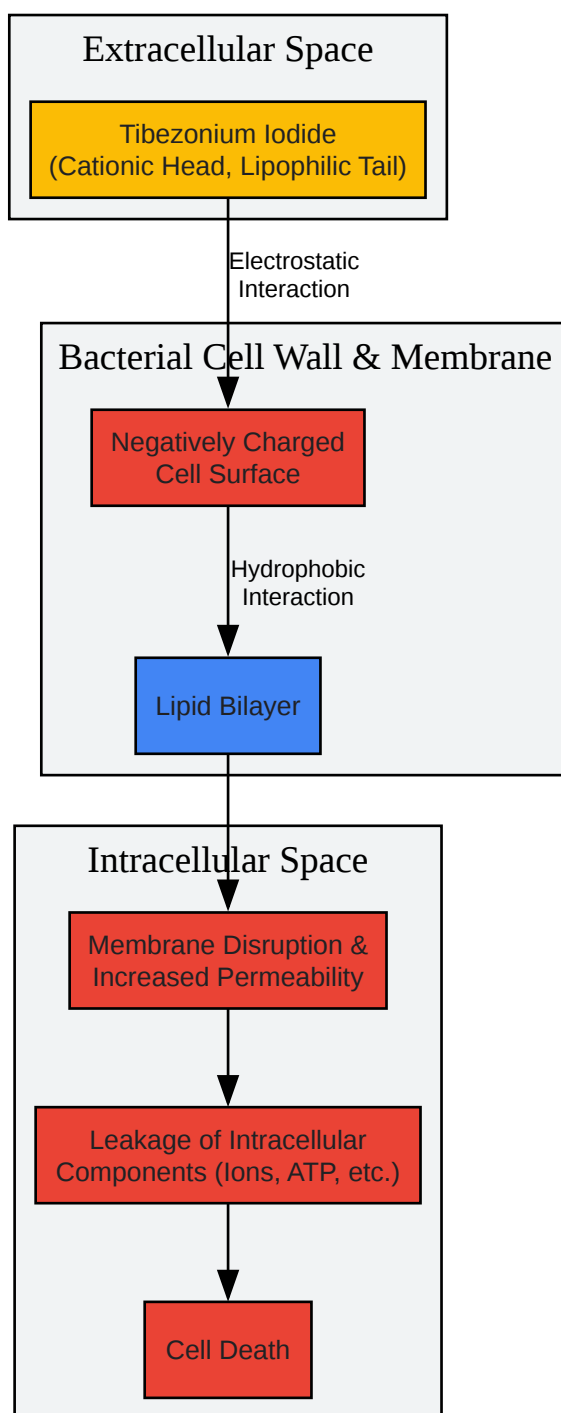 Extracellular Space
Tibezonium Iodide
(Cationic Head, Lipophilic Tail)
Electrostatic
Interaction
Bacterial Cell Wall & Membrane
Negatively Charged
Cell Surface
Hydrophobic
Interaction
Lipid Bilayer
Intracellular Space
Membrane Disruption &
Increased Permeability
Leakage of Intracellular
Components (Ions, ATP, etc.)
Cell Death